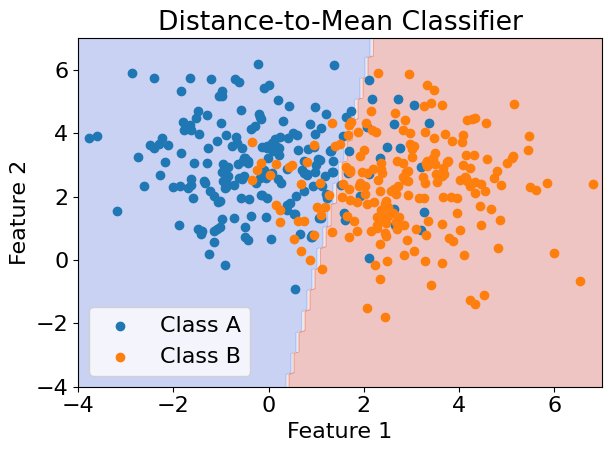 Distance-to-Mean Classifier
6
4
2
0
−2
−4
Feature 2
Class A
Class B
−4
−2
0
2
4
6
Feature 1